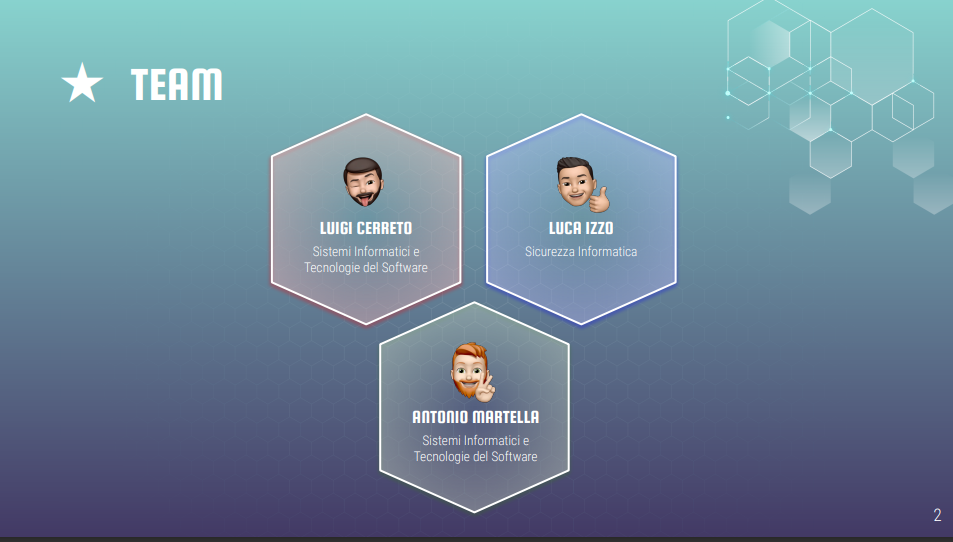 TEAM
LUIGI CERRETO
Sistemi Informatici e
Tecnologie del Software
LUCA IZZO
Sicurezza Informatica
ANTONIO MARTELLA
Sistemi Informatici e
Tecnologie del Software
2